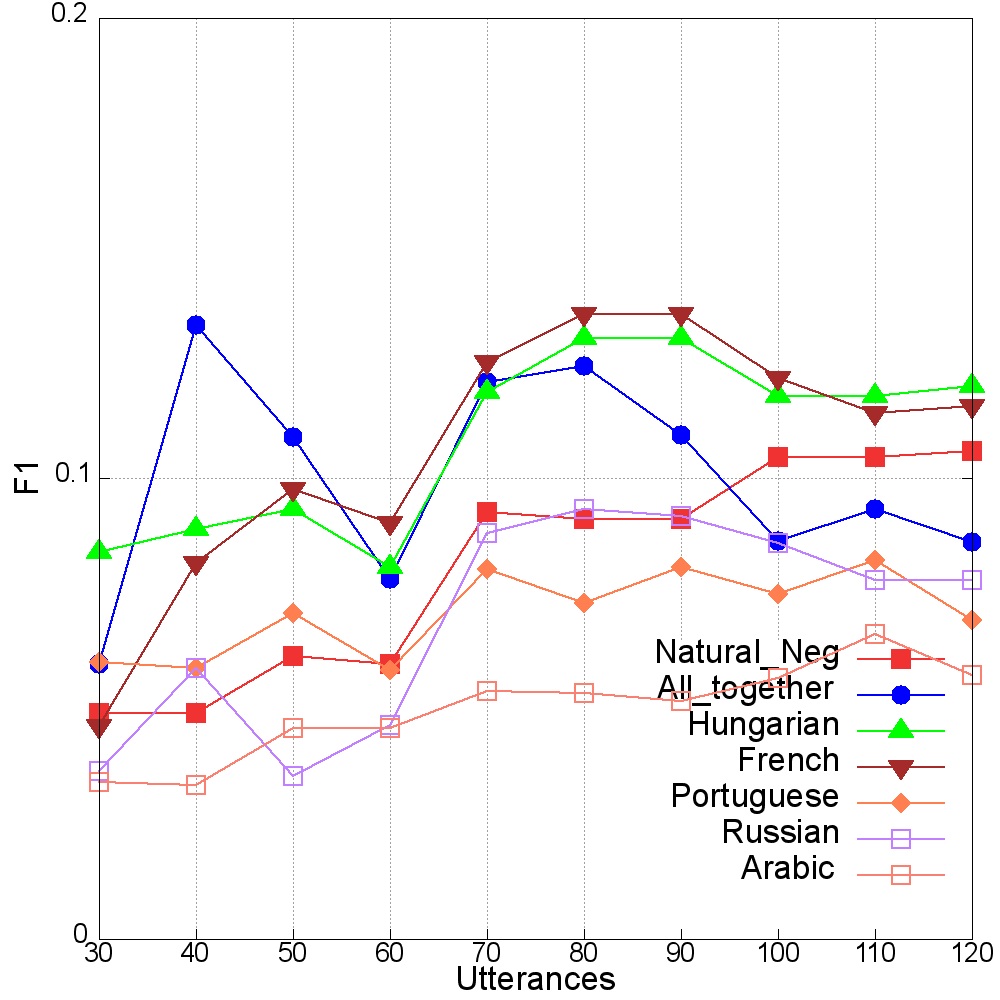 0.2
F1
0.1
0
Natural_Neg
All_together
Hungarian
French
Portuguese
Russian
Arabic
30 40 50 60 70 80 90 100 110 120
Utterances